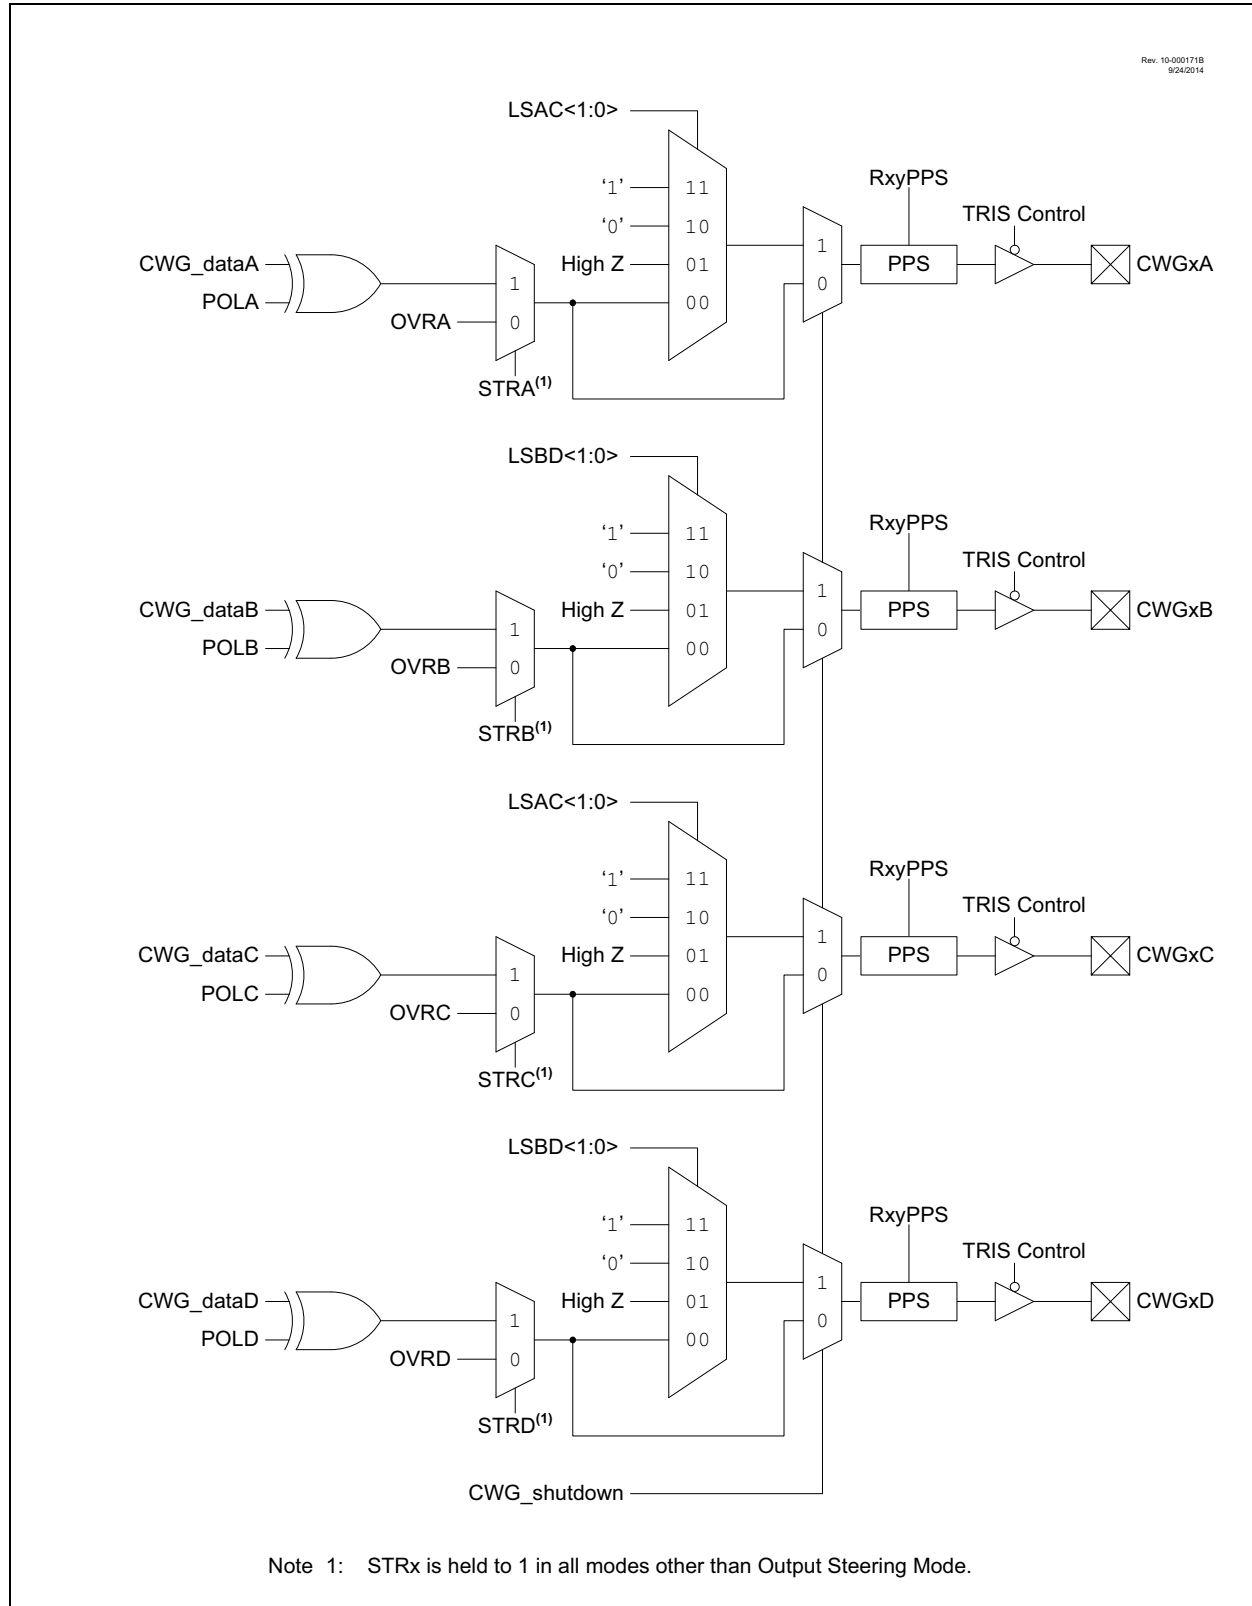 Rev. 10-000171B
9/24/2014
LSAC<1:0>
‘1’
11
‘0’
10
High Z
01
00
CWG_dataA
POLA
OVRA
1
0
STRA(1)
1
0
RxyPPS
PPS
TRIS Control
CWGxA
LSBD<1:0>
‘1’
11
‘0’
10
High Z
01
00
CWG_dataB
POLB
OVRB
1
0
STRB(1)
1
0
RxyPPS
PPS
TRIS Control
CWGxB
LSAC<1:0>
‘1’
11
‘0’
10
High Z
01
00
CWG_dataC
POLC
OVRC
1
0
STRC(1)
1
0
RxyPPS
PPS
TRIS Control
CWGxC
LSBD<1:0>
‘1’
11
‘0’
10
High Z
01
00
CWG_dataD
POLD
OVRD
1
0
STRD(1)
1
0
RxyPPS
PPS
TRIS Control
CWGxD
CWG_shutdown
Note 1: STRx is held to 1 in all modes other than Output Steering Mode.